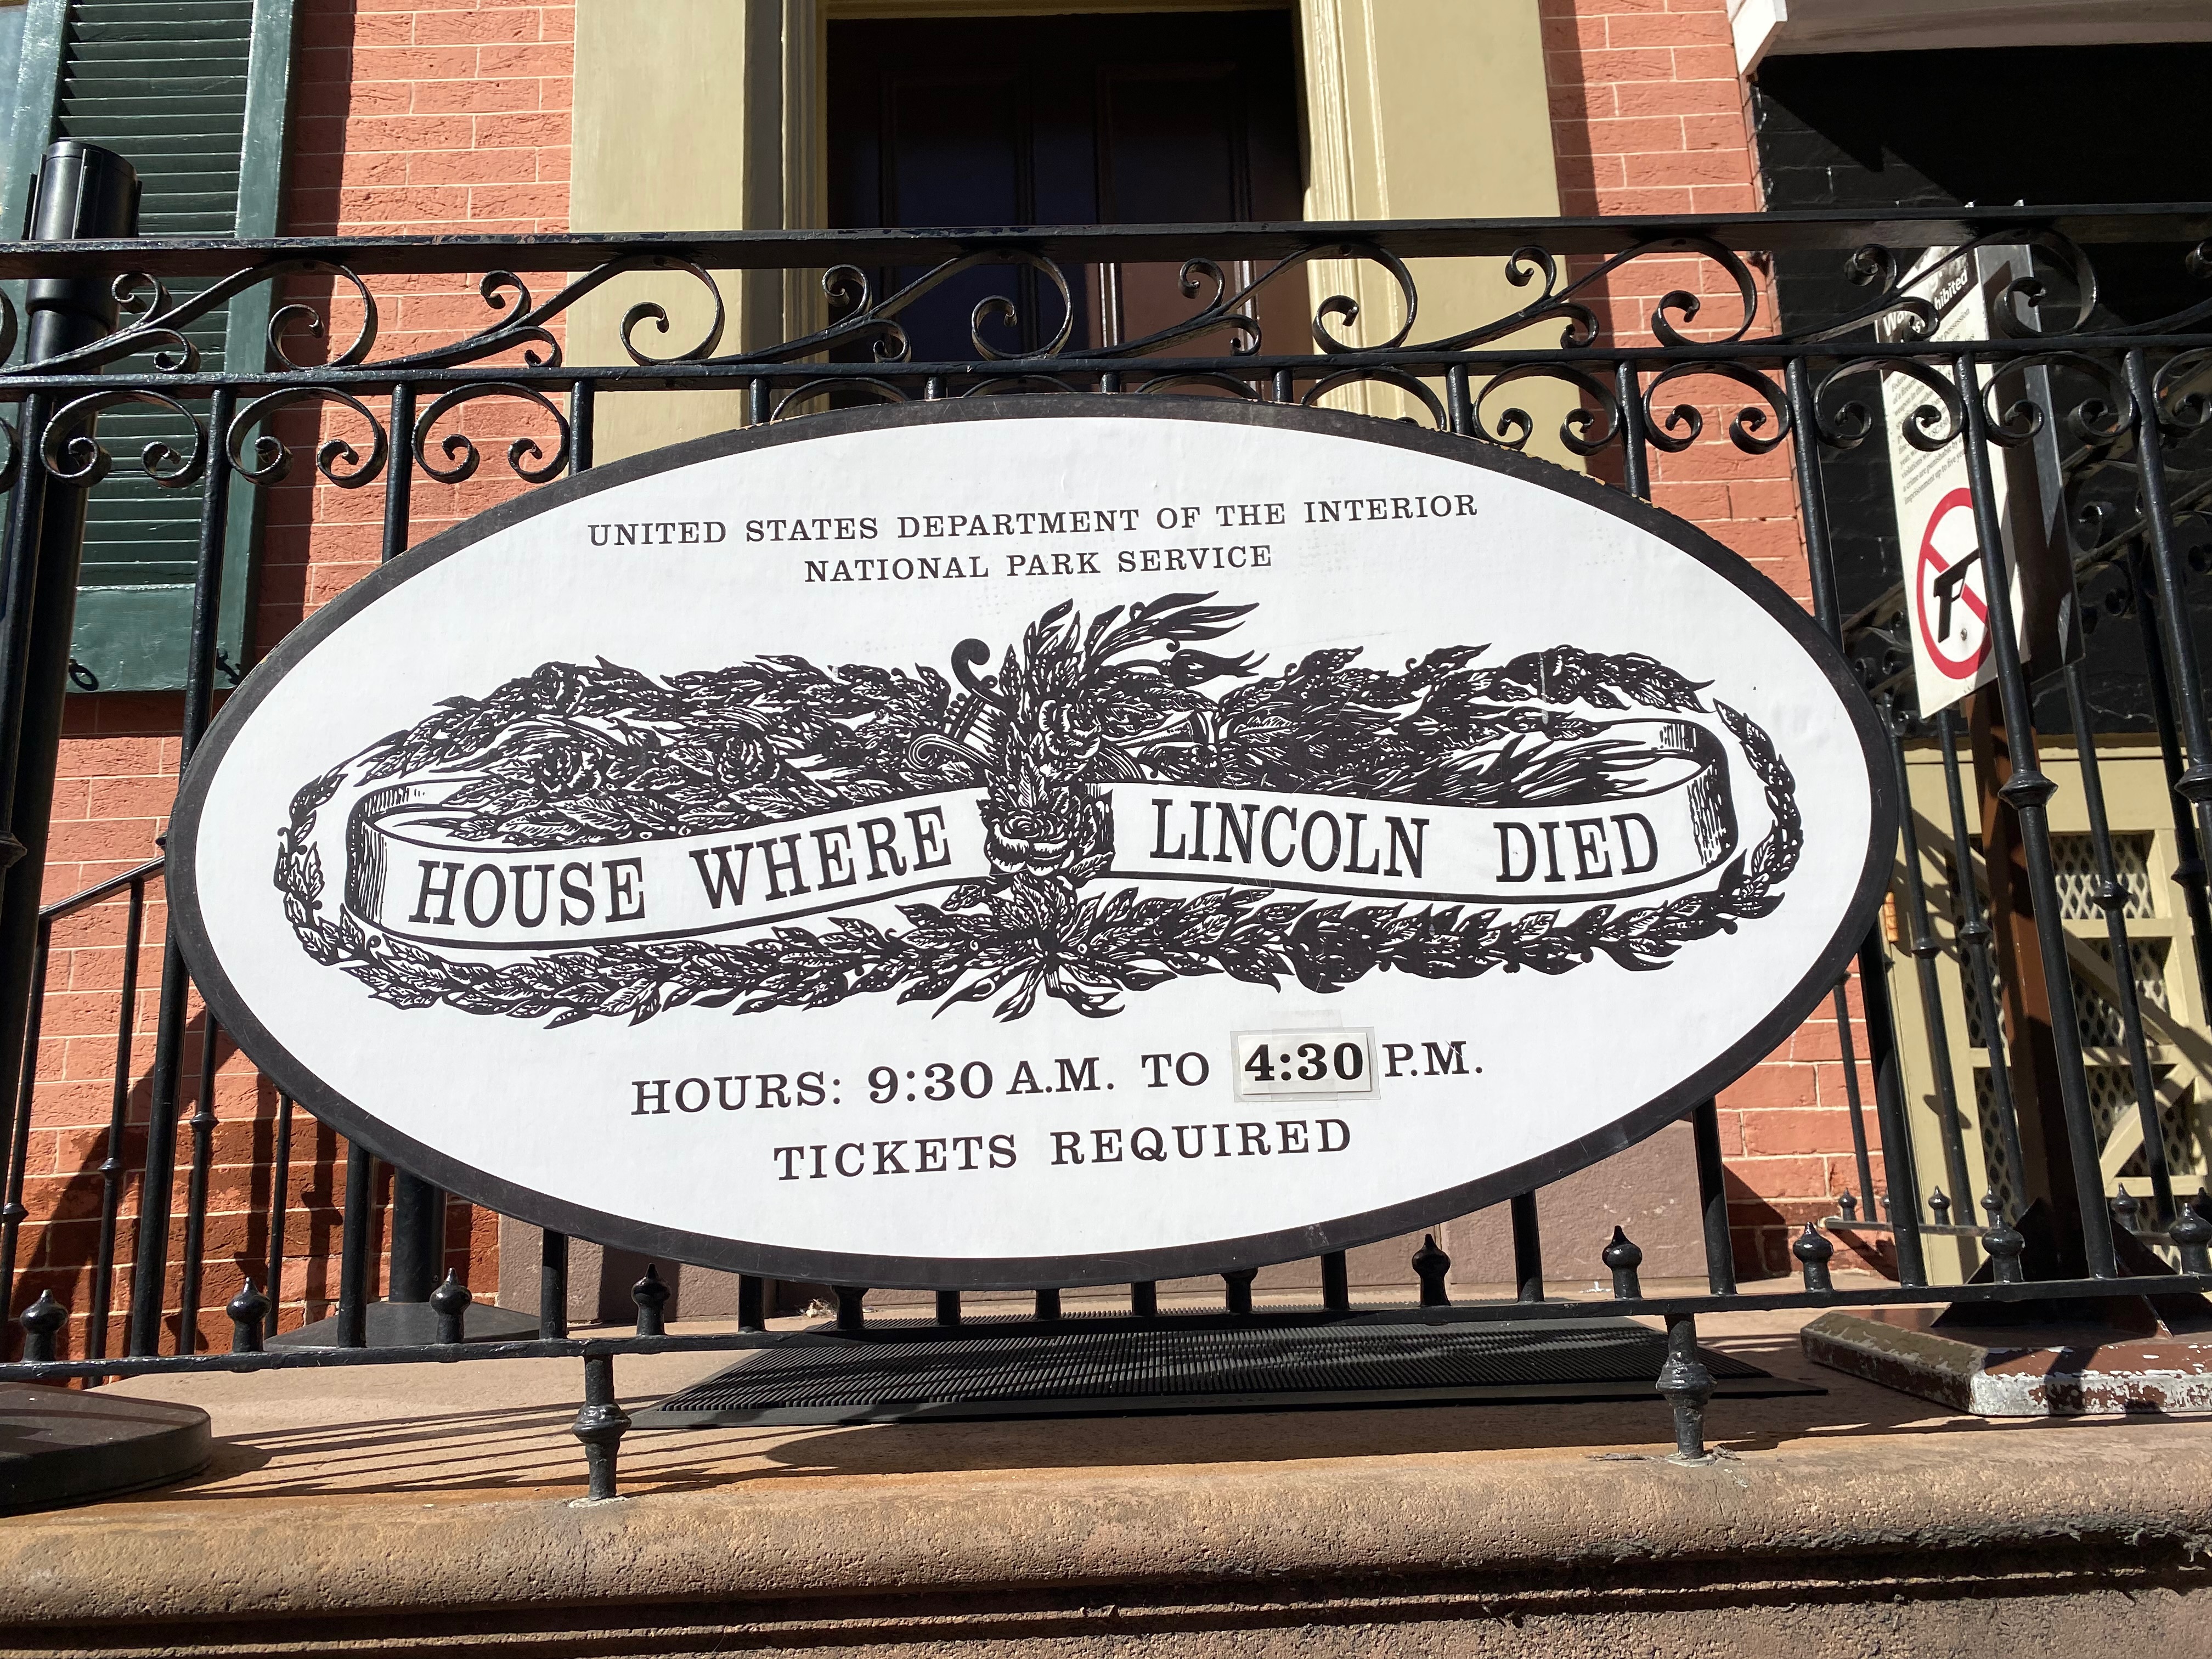 UNITED STATES DEPARTMENT OF THE INTERIOR
NATIONAL PARK SERVICE
HOUSE WHERE LINCOLN DIED
HOURS: 9:30 A.M. TO 4:30 P.M.
TICKETS REQUIRED